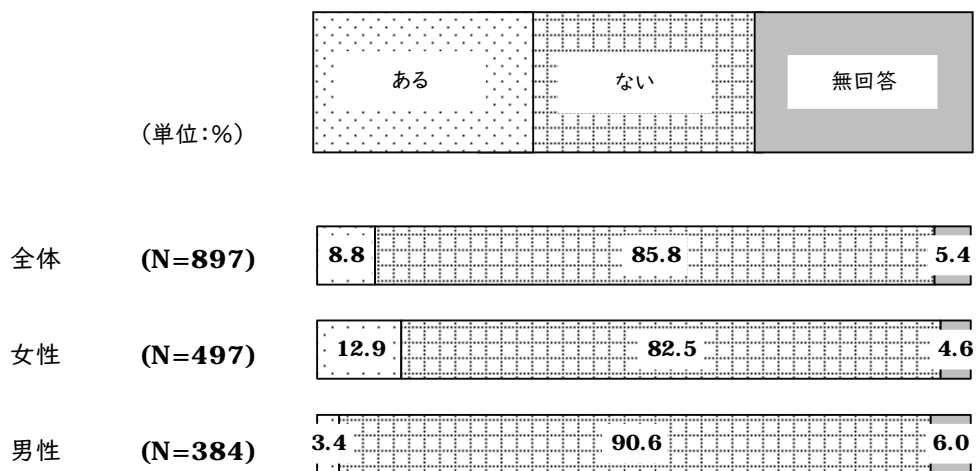 ある ない 無回答
(単位:%)
全体 (N=897) 8.8 85.8 5.4
女性 (N=497) 12.9 82.5 4.6
男性 (N=384) 3.4 90.6 6.0